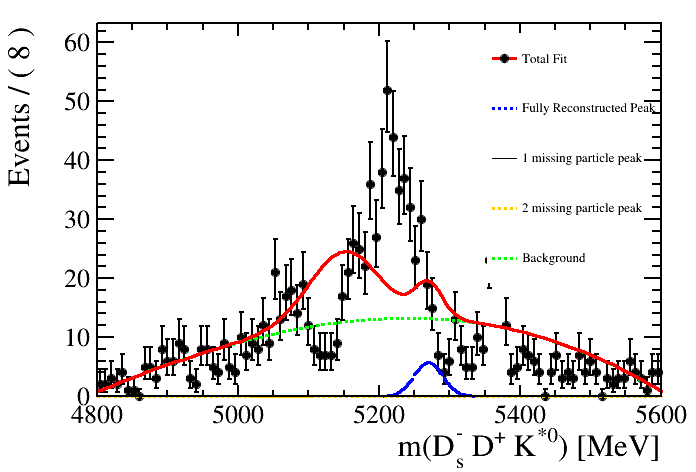 Events / ( 8 )
60
50
40
30
20
10
0
Total Fit
Fully Reconstructed Peak
1 missing particle peak
2 missing particle peak
Background
4800 5000 5200 5400 5600
m(D_s^- D^+ K^{*0}) [MeV]